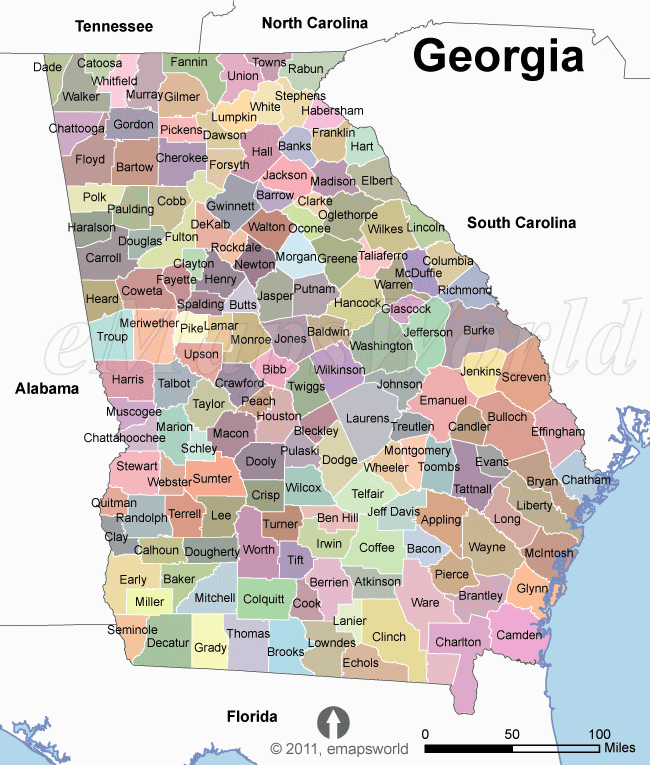 Tennessee
North Carolina
Georgia
South Carolina
Alabama
Florida
Dade
Catoosa
Whitfield
Walker
Murray
Fannin
Gilmer
Union
Towns
Rabun
White
Stephens
Habersham
Lumpkin
Chattooga
Gordon
Pickens
Dawson
Hall
Banks
Franklin
Hart
Floyd
Bartow
Cherokee
Forsyth
Jackson
Madison
Elbert
Polk
Paulding
Cobb
Gwinnett
Barrow
Clarke
Oglethorpe
Haralson
Douglas
Fulton
DeKalb
Walton
Oconee
Wilkes
Lincoln
Carroll
Clayton
Rockdale
Newton
Morgan
Greene
Taliaferro
Columbia
McDuffie
Heard
Coweta
Fayette
Henry
Spalding
Butts
Jasper
Putnam
Hancock
Warren
Richmond
Glascock
Troup
Meriwether
Pike
Lamar
Monroe
Jones
Baldwin
Washington
Jefferson
Burke
eMapsWorld
Upson
Harris
Talbot
Crawford
Bibb
Twiggs
Wilkinson
Johnson
Jenkins
Screven
Emanuel
Muscogee
Taylor
Peach
Houston
Laurens
Bulloch
Chattahoochee
Marion
Schley
Macon
Bleckley
Treutlen
Candler
Effingham
Pulaski
Stewart
Webster
Sumter
Dooly
Dodge
Wheeler
Montgomery
Toombs
Tattnall
Evans
Bryan
Chatham
Quitman
Randolph
Terrell
Lee
Crisp
Wilcox
Telfair
Jeff Davis
Appling
Long
Liberty
Clay
Calhoun
Dougherty
Worth
Turner
Ben Hill
Irwin
Coffee
Bacon
Wayne
McIntosh
Early
Baker
Mitchell
Tift
Berrien
Atkinson
Pierce
Brantley
Glynn
Miller
Colquitt
Cook
Ware
Seminole
Decatur
Grady
Thomas
Brooks
Lanier
Lowndes
Clinch
Echols
Charlton
Camden
© 2011, emapsworld
0 50 100
Miles